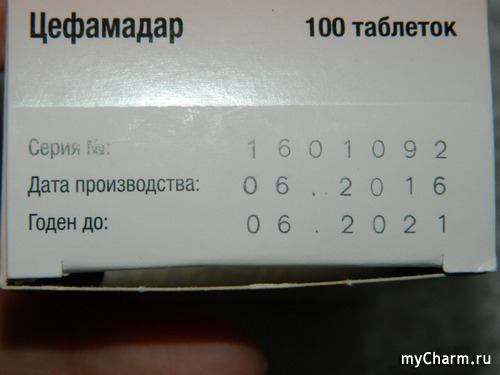 Цефамадар 100 таблеток
Серия №: 1601092
Дата производства: 06.2016
Годен до: 06.2021
myCharm.ru